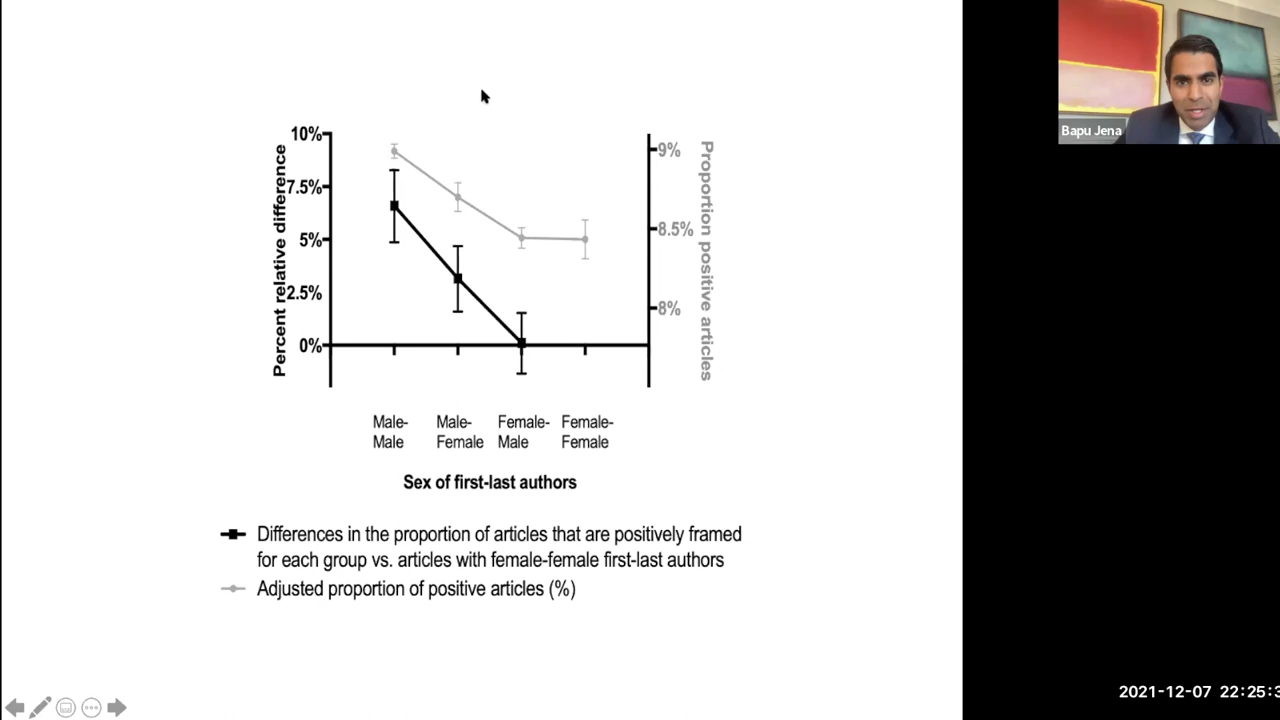 10%
7.5%
5%
2.5%
0%
Percent relative difference
9%
8.5%
8%
Proportion positive articles
Male-
Male
Male-
Female
Female-
Male
Female-
Female
Sex of first-last authors
Differences in the proportion of articles that are positively framed
for each group vs. articles with female-female first-last authors
Adjusted proportion of positive articles (%)
Bapu Jena
2021-12-07 22:25:3